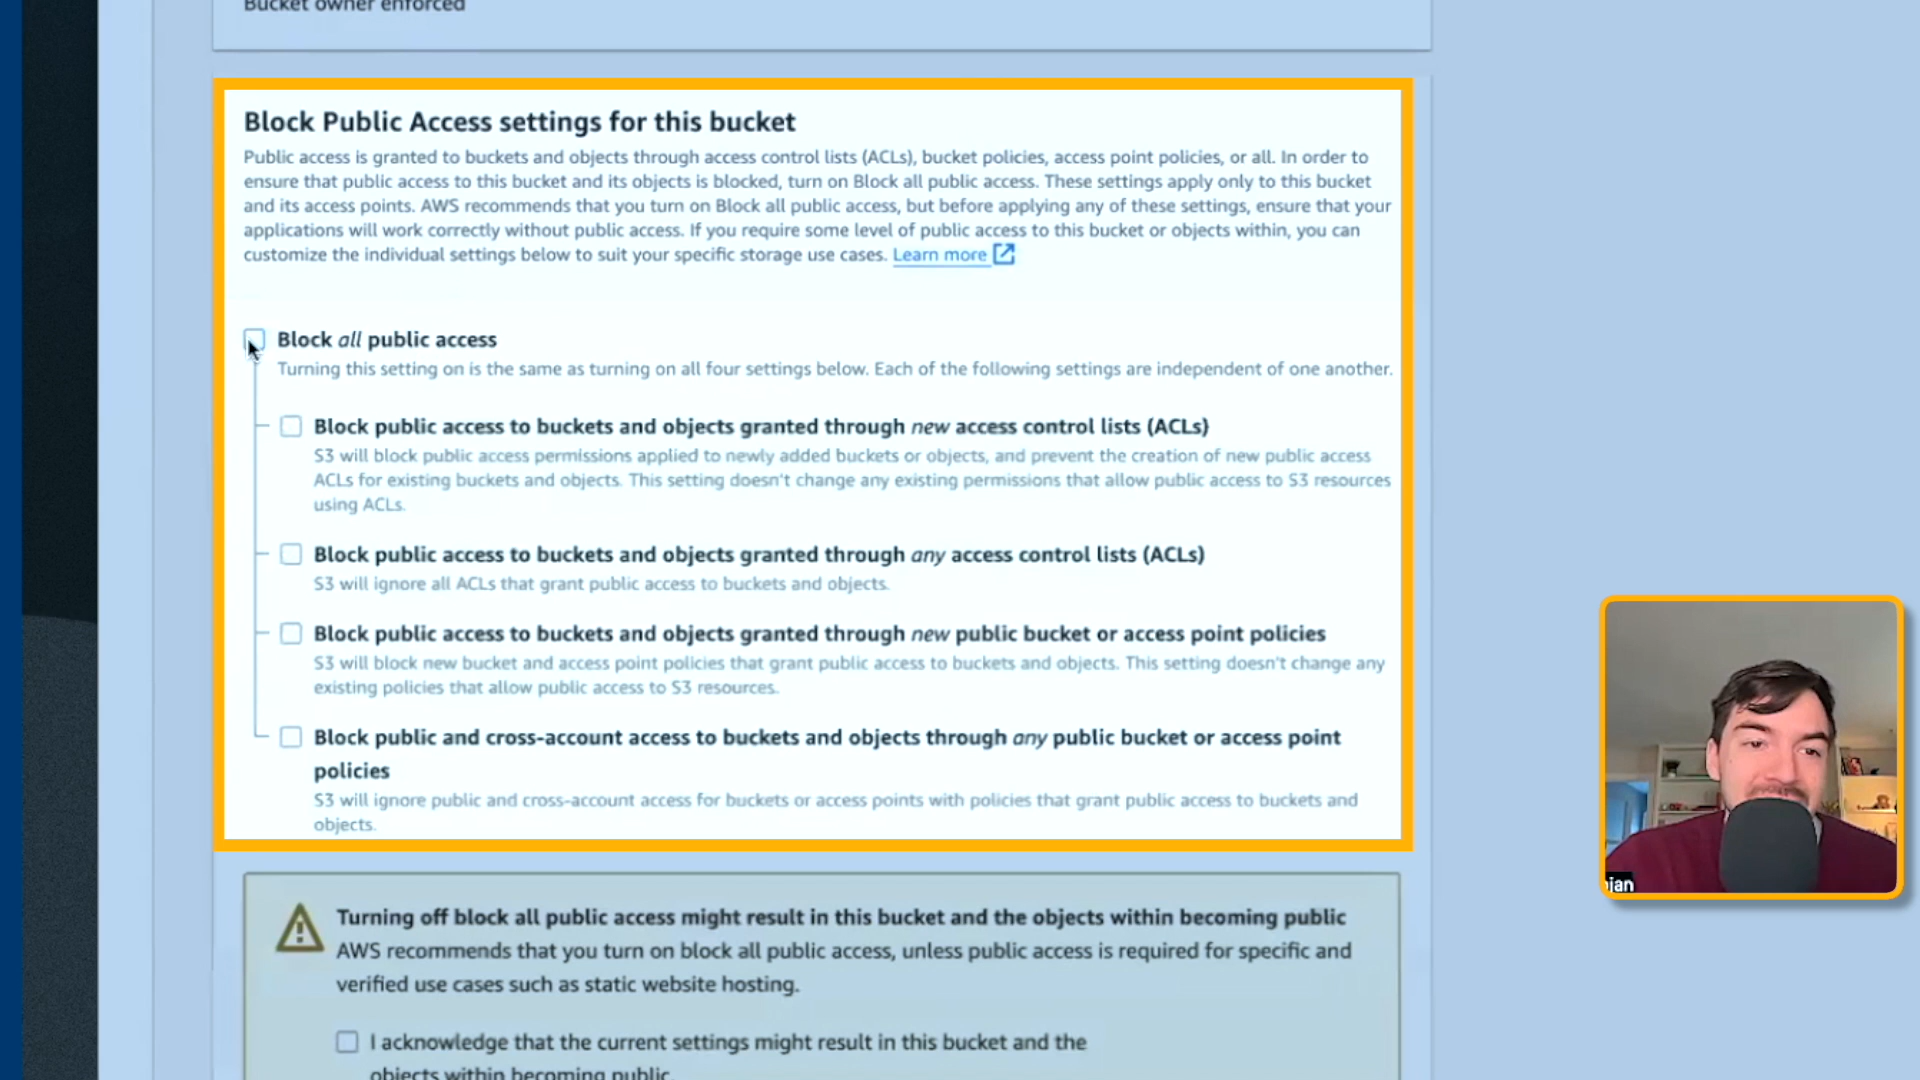 Bucket owner enforced
Block Public Access settings for this bucket
Public access is granted to buckets and objects through access control lists (ACLs), bucket policies, access point policies, or all. In order to
ensure that public access to this bucket and its objects is blocked, turn on Block all public access. These settings apply only to this bucket
and its access points. AWS recommends that you turn on Block all public access, but before applying any of these settings, ensure that your
applications will work correctly without public access. If you require some level of public access to this bucket or objects within, you can
customize the individual settings below to suit your specific storage use cases. Learn more
Block all public access
Turning this setting on is the same as turning on all four settings below. Each of the following settings are independent of one another.
Block public access to buckets and objects granted through new access control lists (ACLs)
S3 will block public access permissions applied to newly added buckets or objects, and prevent the creation of new public access
ACLs for existing buckets and objects. This setting doesn't change any existing permissions that allow public access to S3 resources
using ACLs.
Block public access to buckets and objects granted through any access control lists (ACLs)
S3 will ignore all ACLs that grant public access to buckets and objects.
Block public access to buckets and objects granted through new public bucket or access point policies
S3 will block new bucket and access point policies that grant public access to buckets and objects. This setting doesn't change any
existing policies that allow public access to S3 resources.
Block public and cross-account access to buckets and objects through any public bucket or access point
policies
S3 will ignore public and cross-account access for buckets or access points with policies that grant public access to buckets and
objects.
Turning off block all public access might result in this bucket and the objects within becoming public
AWS recommends that you turn on block all public access, unless public access is required for specific and
verified use cases such as static website hosting.
I acknowledge that the current settings might result in this bucket and the
objects within becoming public.